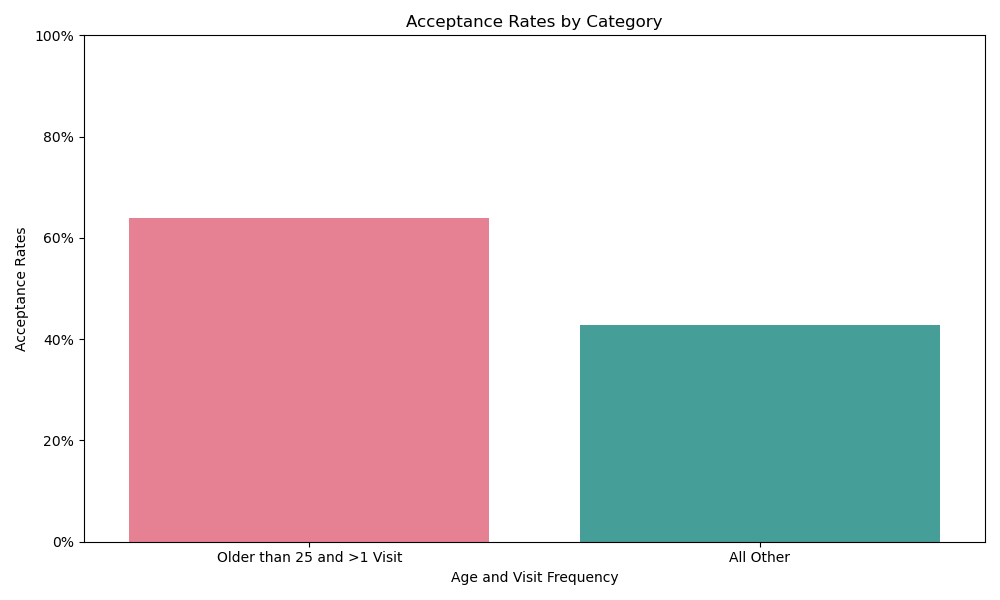 Acceptance Rates by Category
100%
80%
60%
40%
20%
0%
Acceptance Rates
Older than 25 and >1 Visit
All Other
Age and Visit Frequency